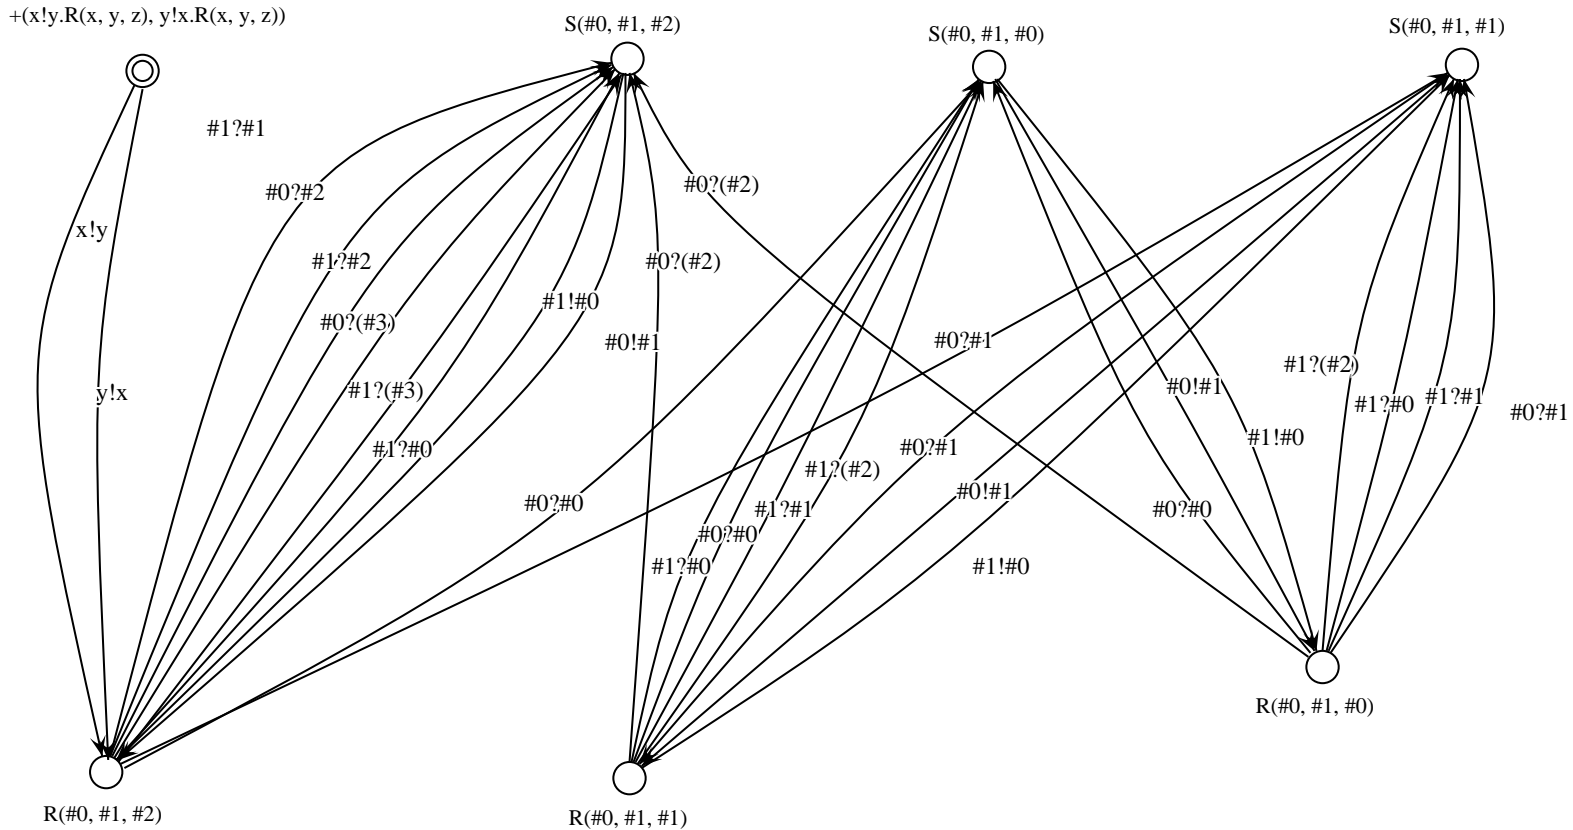 +(x!y.R(x, y, z), y!x.R(x, y, z))
S(#0, #1, #2)
S(#0, #1, #0)
S(#0, #1, #1)
#1?#1
#0?#2
#0?(#2)
x!y
#1?#2
#0?(#2)
#1!#0
#0?(#3)
#0!#1
#0?#1
#1?(#2)
#0!#1
y!x
#1?(#3)
#1?#0
#1?#1
#0?#1
#1?#0
#0?#1
#1!#0
#1?(#2)
#0?#0
#0!#1
#1?#1
#0?#0
#0?#0
#1?#0
#1!#0
R(#0, #1, #0)
R(#0, #1, #2)
R(#0, #1, #1)